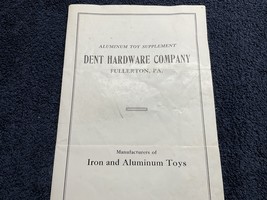 ALUMINUM TOY SUPPLEMENT
DENT HARDWARE COMPANY
FULLERTON, PA.
Manufacturers of
Iron and Aluminum Toys